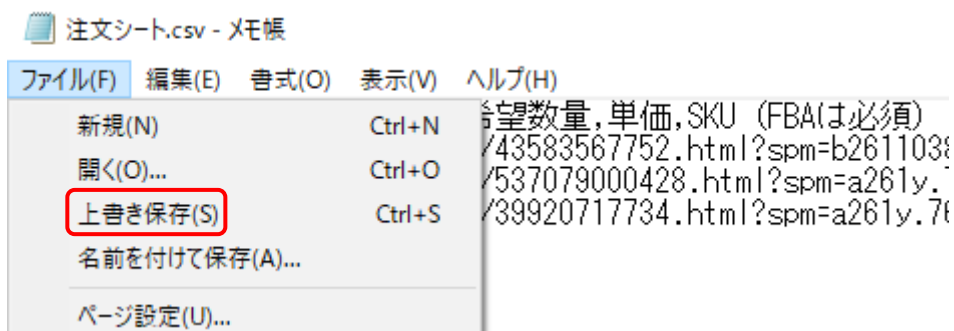 注文シート.csv - メモ帳
ファイル(F) 編集(E) 書式(O) 表示(V) ヘルプ(H)
新規(N) Ctrl+N
開く(O)... Ctrl+O
上書き保存(S) Ctrl+S
名前を付けて保存(A)...
ページ設定(U)...
希望数量,単価,SKU (FBAは必須)
/43583567752.html?spm=b2611038
/537079000428.html?spm=a261y.7
/39920717734.html?spm=a261y.76